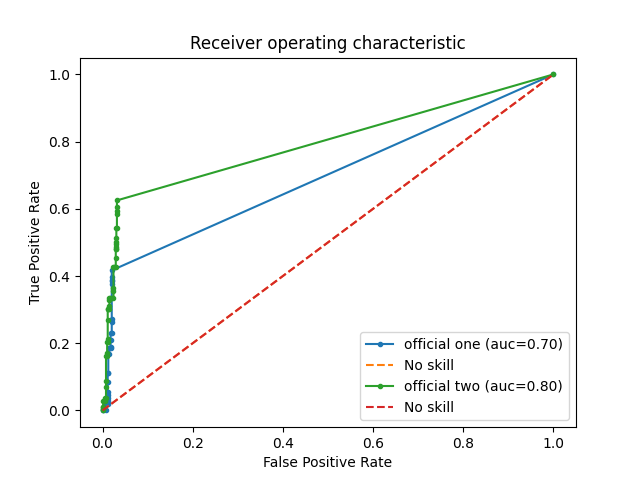 Receiver operating characteristic
True Positive Rate
1.0
0.8
0.6
0.4
0.2
0.0
official one (auc=0.70)
No skill
official two (auc=0.80)
No skill
0.0 0.2 0.4 0.6 0.8 1.0
False Positive Rate